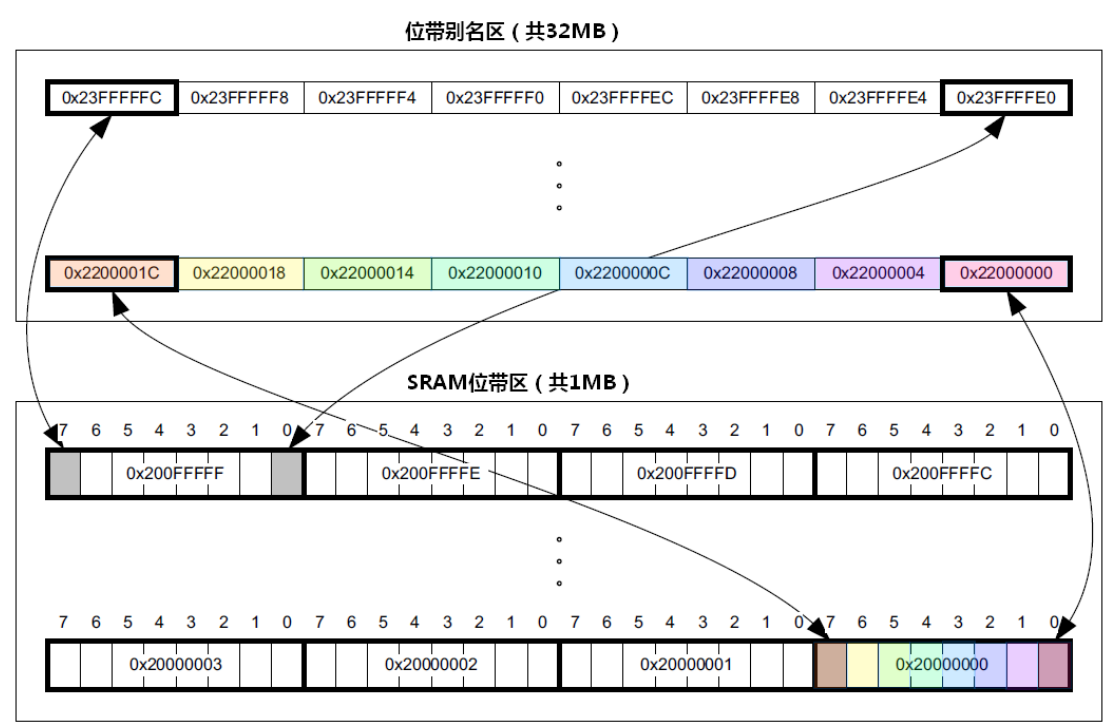 位带别名区（共32MB）
0x23FFFFFC 0x23FFFFF8 0x23FFFFF4 0x23FFFFF0 0x23FFFFEC 0x23FFFFE8 0x23FFFFE4 0x23FFFFE0
0x2200001C 0x22000018 0x22000014 0x22000010 0x2200000C 0x22000008 0x22000004 0x22000000
SRAM位带区（共1MB）
7 6 5 4 3 2 1 0 7 6 5 4 3 2 1 0 7 6 5 4 3 2 1 0 7 6 5 4 3 2 1 0
0x200FFFFF 0x200FFFFE 0x200FFFFD 0x200FFFFC
7 6 5 4 3 2 1 0 7 6 5 4 3 2 1 0 7 6 5 4 3 2 1 0 7 6 5 4 3 2 1 0
0x20000003 0x20000002 0x20000001 0x20000000